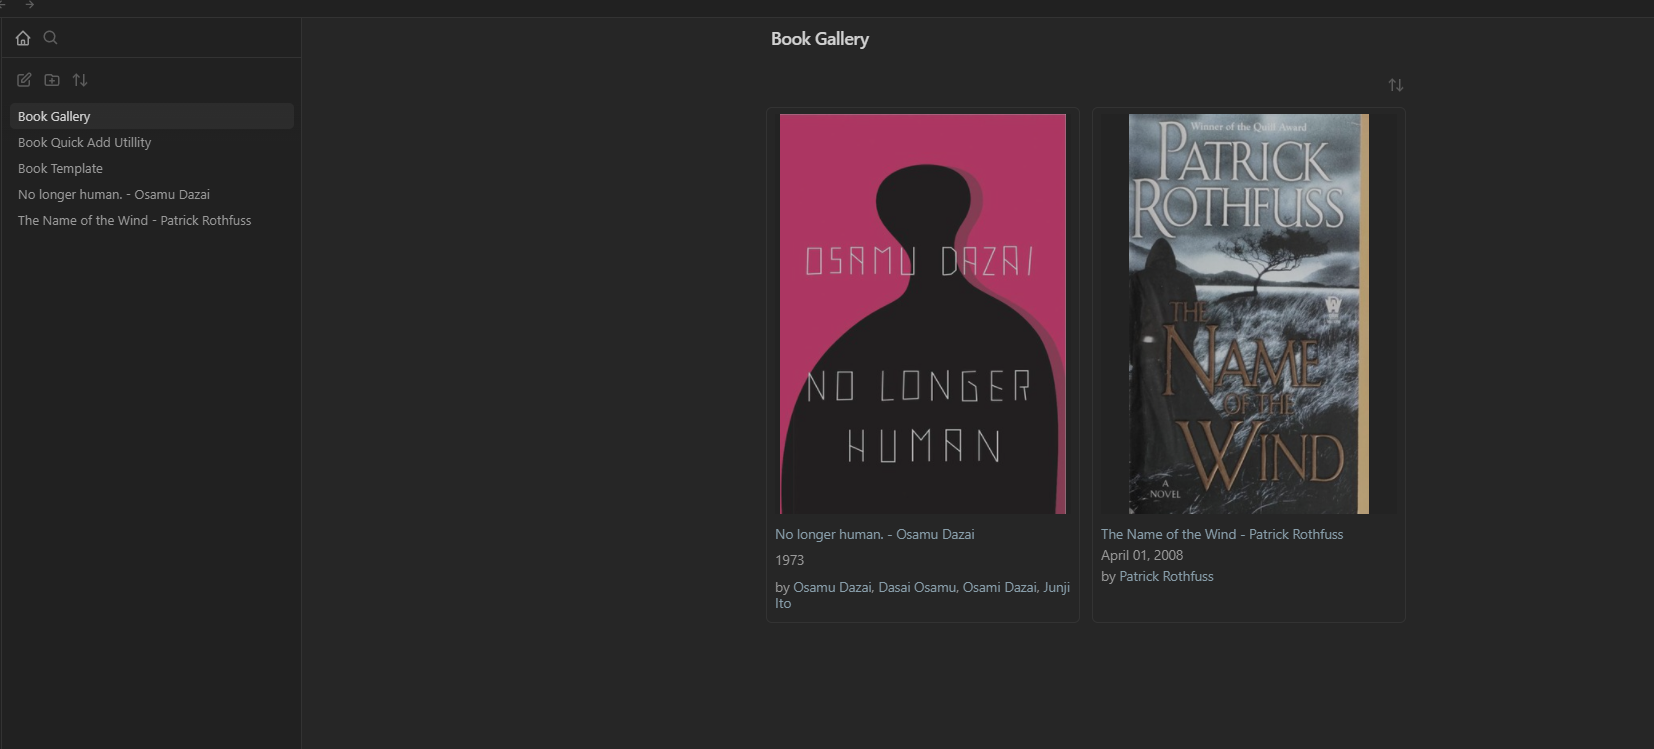 Book Gallery
Book Quick Add Utillity
Book Template
No longer human. - Osamu Dazai
The Name of the Wind - Patrick Rothfuss
Book Gallery
OSAMU DAZAI
NO LONGER
HUMAN
No longer human. - Osamu Dazai
1973
by Osamu Dazai, Dasai Osamu, Osami Dazai, Junji
Ito
Winner of the Quill Award
PATRICK
ROTHFUSS
THE
NAME
OF THE
WIND
A
NOVEL
The Name of the Wind - Patrick Rothfuss
April 01, 2008
by Patrick Rothfuss